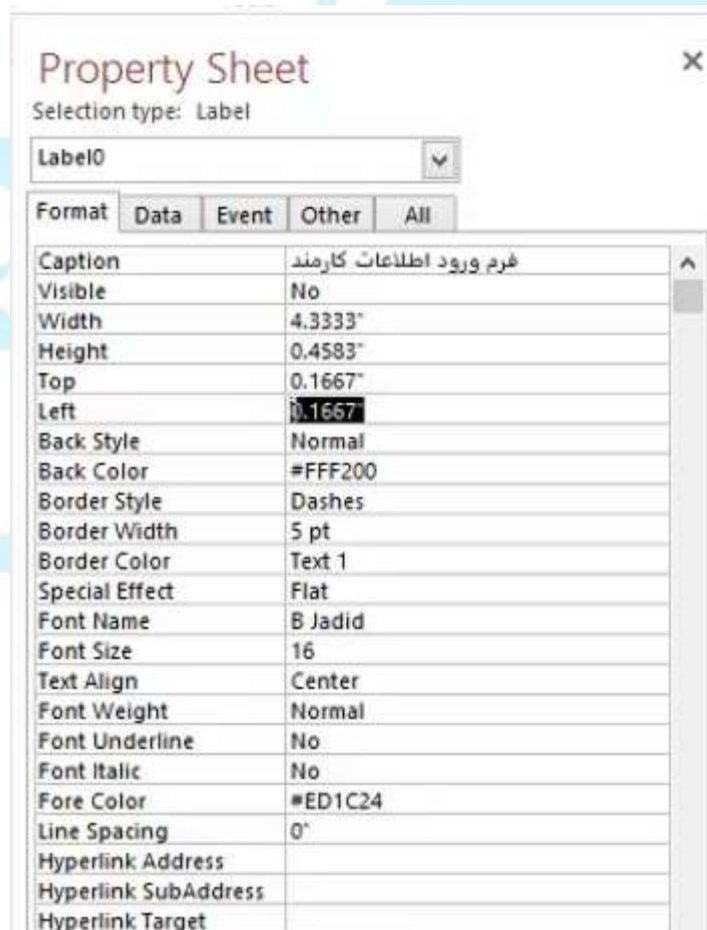 Property Sheet
Selection type: Label
Label0
Format Data Event Other All
Caption فرم ورود اطلاعات کارمند
Visible No
Width 4.3333"
Height 0.4583"
Top 0.1667"
Left 0.1667"
Back Style Normal
Back Color #FFF200
Border Style Dashes
Border Width 5 pt
Border Color Text 1
Special Effect Flat
Font Name B Jadid
Font Size 16
Text Align Center
Font Weight Normal
Font Underline No
Font Italic No
Fore Color #ED1C24
Line Spacing 0"
Hyperlink Address
Hyperlink SubAddress
Hyperlink Target